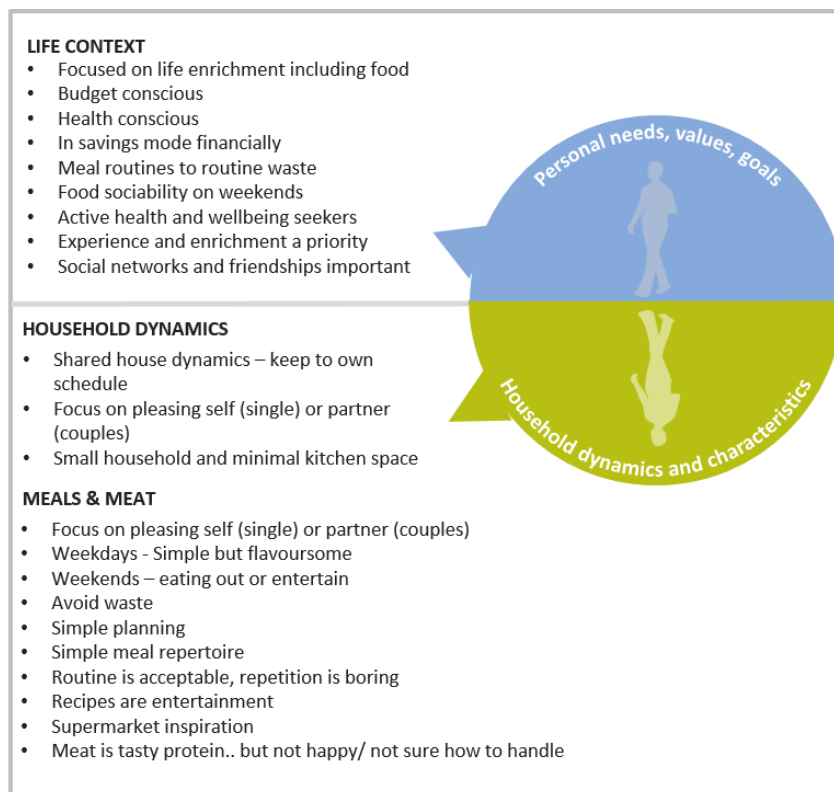 LIFE CONTEXT
• Focused on life enrichment including food
• Budget conscious
• Health conscious
• In savings mode financially
• Meal routines to routine waste
• Food sociability on weekends
• Active health and wellbeing seekers
• Experience and enrichment a priority
• Social networks and friendships important
Personal needs, values, goals
HOUSEHOLD DYNAMICS
• Shared house dynamics – keep to own
schedule
• Focus on pleasing self (single) or partner
(couples)
• Small household and minimal kitchen space
Household dynamics and characteristics
MEALS & MEAT
• Focus on pleasing self (single) or partner (couples)
• Weekdays - Simple but flavoursome
• Weekends – eating out or entertain
• Avoid waste
• Simple planning
• Simple meal repertoire
• Routine is acceptable, repetition is boring
• Recipes are entertainment
• Supermarket inspiration
• Meat is tasty protein.. but not happy/ not sure how to handle